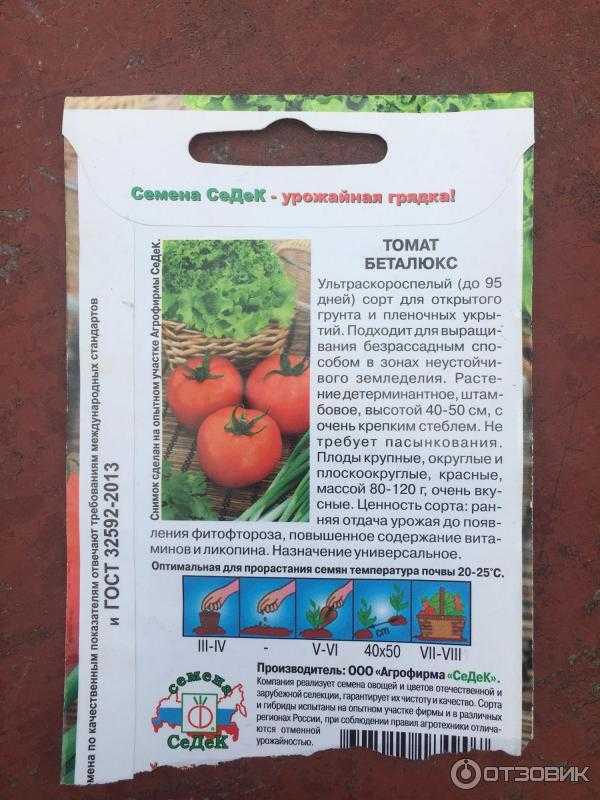 Семена СеДеК - урожайная грядка!
ТОМАТ
БЕТАЛЮКС
Ультраскороспелый (до 95
дней) сорт для открытого
грунта и пленочных укры-
тий. Подходит для выращи-
вания безрассадным спо-
собом в зонах неустойчи-
вого земледелия. Расте-
ние детерминантное, штам-
бовое, высотой 40-50 см, с
очень крепким стеблем. Не
требует пасынкования.
Плоды крупные, округлые и
плоскоокруглые, красные,
массой 80-120 г, очень вку-
сные. Ценность сорта: ран-
няя отдача урожая до появ-
ления фитофтороза, повышенное содержание вита-
минов и ликопина. Назначение универсальное.
Снимок сделан на опытном участке Агрофирмы СеДеК.
Оптимальная для прорастания семян температура почвы 20-25°С.
cm
III-IV - V-VI 40х50 VII-VIII
Производитель: ООО «Агрофирма «СеДеК».
Компания реализует семена овощей и цветов отечественной и
зарубежной селекции, гарантирует их чистоту и качество. Сорта
и гибриды испытаны на опытном участке фирмы и в различных
регионах России, при соблюдении правил агротехники отлича-
ются отменной
урожайностью.
семена
СеДеК
по качественным показателям отвечают требованиям международных стандартов
и ГОСТ 32592-2013
ОТЗОВИК